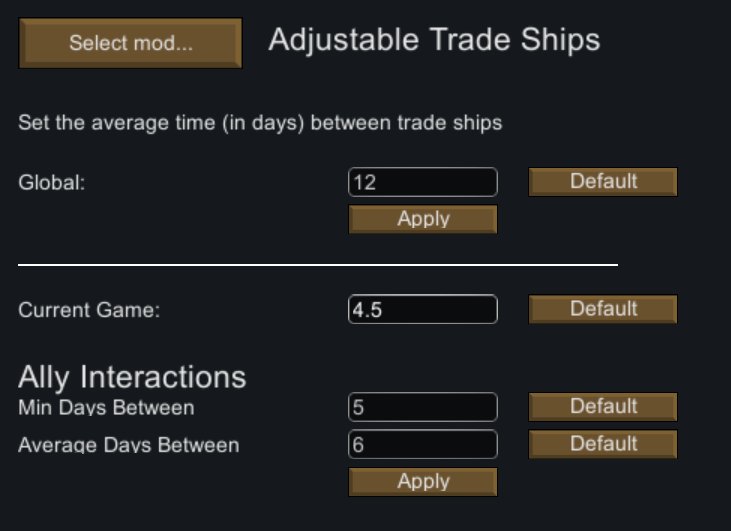 Select mod...
Adjustable Trade Ships
Set the average time (in days) between trade ships
Global: 12 Default
Apply
Current Game: 4.5 Default
Ally Interactions
Min Days Between 5 Default
Average Days Between 6 Default
Apply